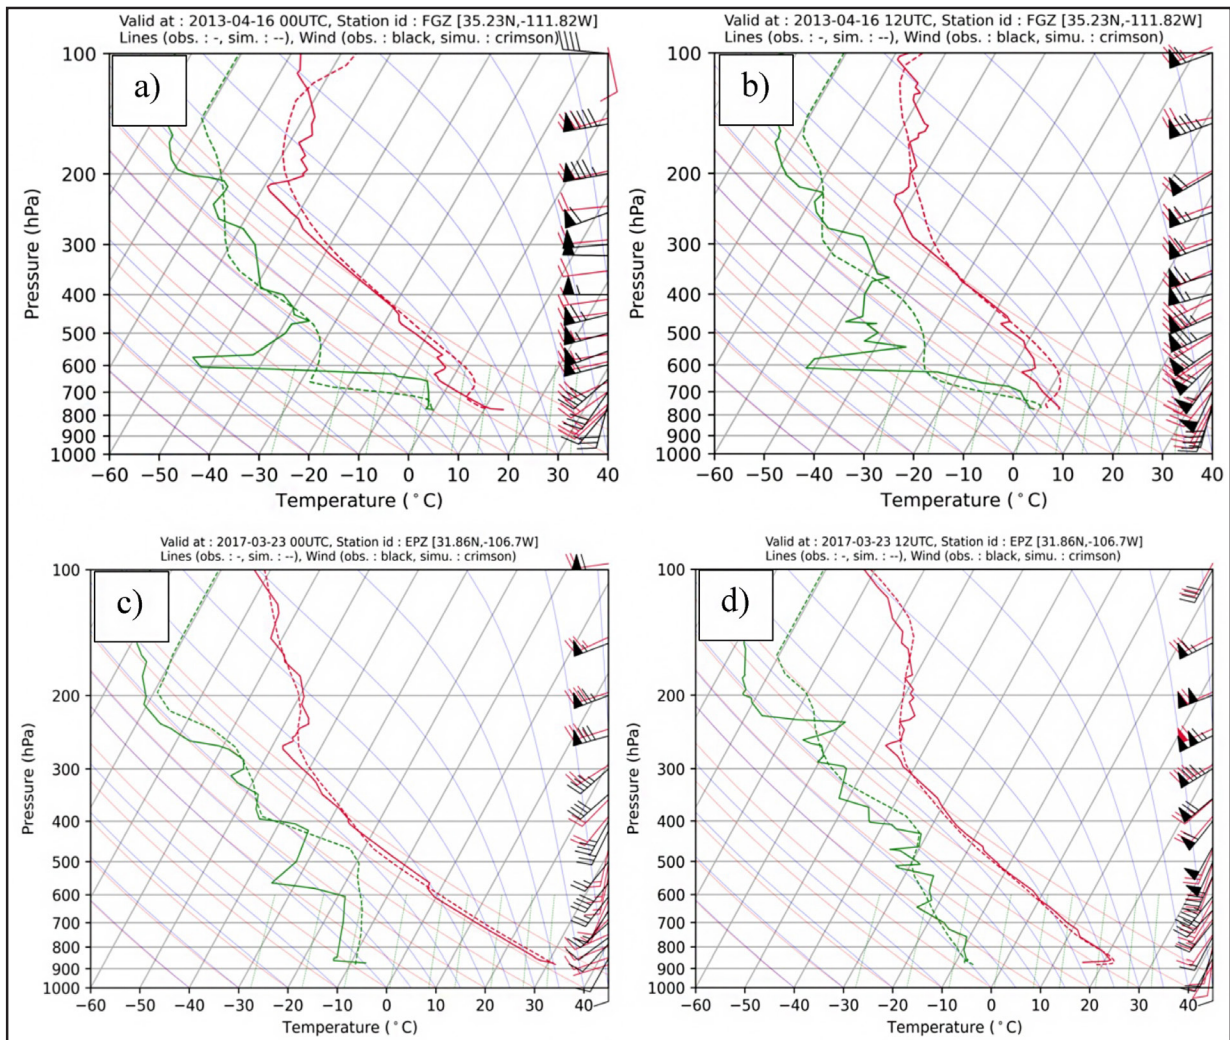 Valid at : 2013-04-16 00UTC, Station id : FGZ [35.23N,-111.82W]
Lines (obs. : -, sim. : --), Wind (obs. : black, simu. : crimson)
a)
100
200
300
400
500
600
700
800
900
1000
Pressure (hPa)
−60 −50 −40 −30 −20 −10 0 10 20 30 40
Temperature (°C)
Valid at : 2013-04-16 12UTC, Station id : FGZ [35.23N,-111.82W]
Lines (obs. : -, sim. : --), Wind (obs. : black, simu. : crimson)
b)
100
200
300
400
500
600
700
800
900
1000
Pressure (hPa)
−60 −50 −40 −30 −20 −10 0 10 20 30 40
Temperature (°C)
Valid at : 2017-03-23 00UTC, Station id : EPZ [31.86N,-106.7W]
Lines (obs. : -, sim. : --), Wind (obs. : black, simu. : crimson)
c)
100
200
300
400
500
600
700
800
900
1000
Pressure (hPa)
−60 −50 −40 −30 −20 −10 0 10 20 30 40
Temperature (°C)
Valid at : 2017-03-23 12UTC, Station id : EPZ [31.86N,-106.7W]
Lines (obs. : -, sim. : --), Wind (obs. : black, simu. : crimson)
d)
100
200
300
400
500
600
700
800
900
1000
Pressure (hPa)
−60 −50 −40 −30 −20 −10 0 10 20 30 40
Temperature (°C)